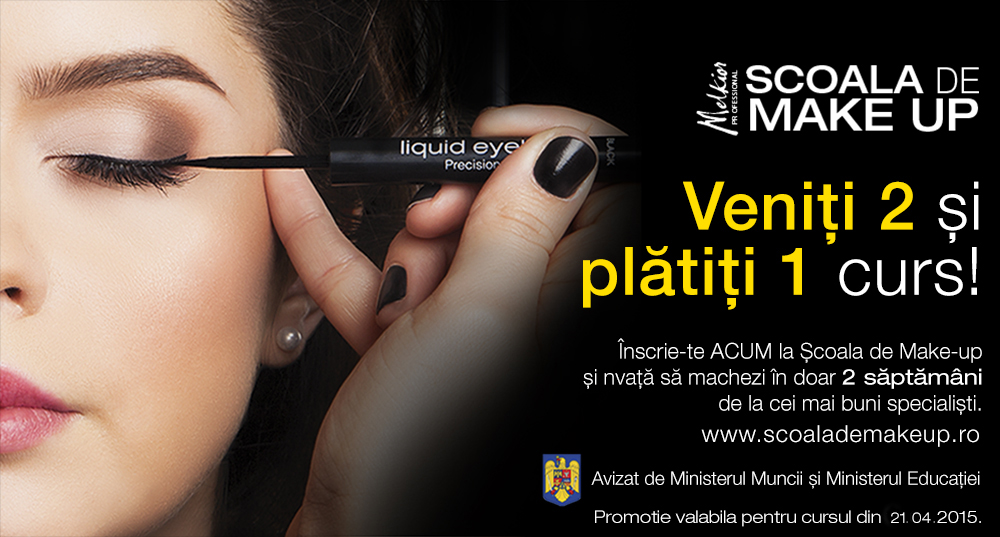 liquid eye
Precision
BLACK
Melkior
PROFESSIONAL
SCOALA DE
MAKE UP
Veniți 2 și
plătiți 1 curs!
Înscrie-te ACUM la Școala de Make-up
și nvață să machezi în doar 2 săptămâni
de la cei mai buni specialiști.
www.scoalademakeup.ro
Avizat de Ministerul Muncii și Ministerul Educației
Promotie valabila pentru cursul din 21.04.2015.